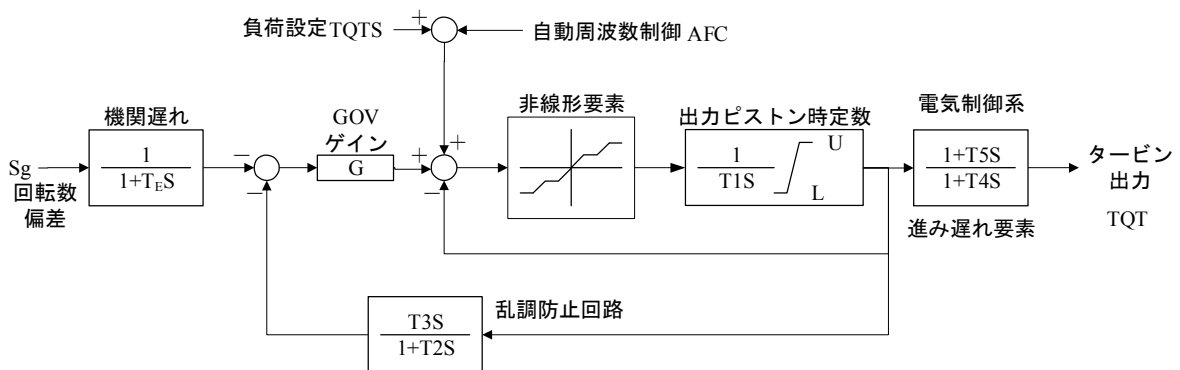 負荷設定TQTS
+
自動周波数制御 AFC
機関遅れ
GOV
ゲイン
非線形要素
出力ピストン時定数
電気制御系
Sg
回転数
偏差
1
1+TES
−
−
G
+
+
−
1
T1S
U
L
1+T5S
1+T4S
タービン
出力
TQT
進み遅れ要素
乱調防止回路
T3S
1+T2S